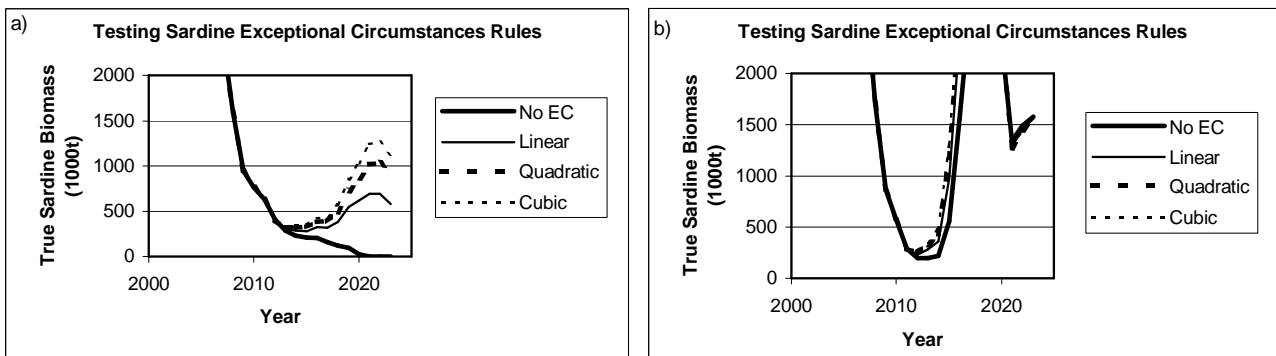 a)
Testing Sardine Exceptional Circumstances Rules
True Sardine Biomass
(1000t)
2000
1500
1000
500
0
2000
2010
2020
Year
No EC
Linear
Quadratic
Cubic
b)
Testing Sardine Exceptional Circumstances Rules
True Sardine Biomass
(1000t)
2000
1500
1000
500
0
2000
2010
2020
Year
No EC
Linear
Quadratic
Cubic